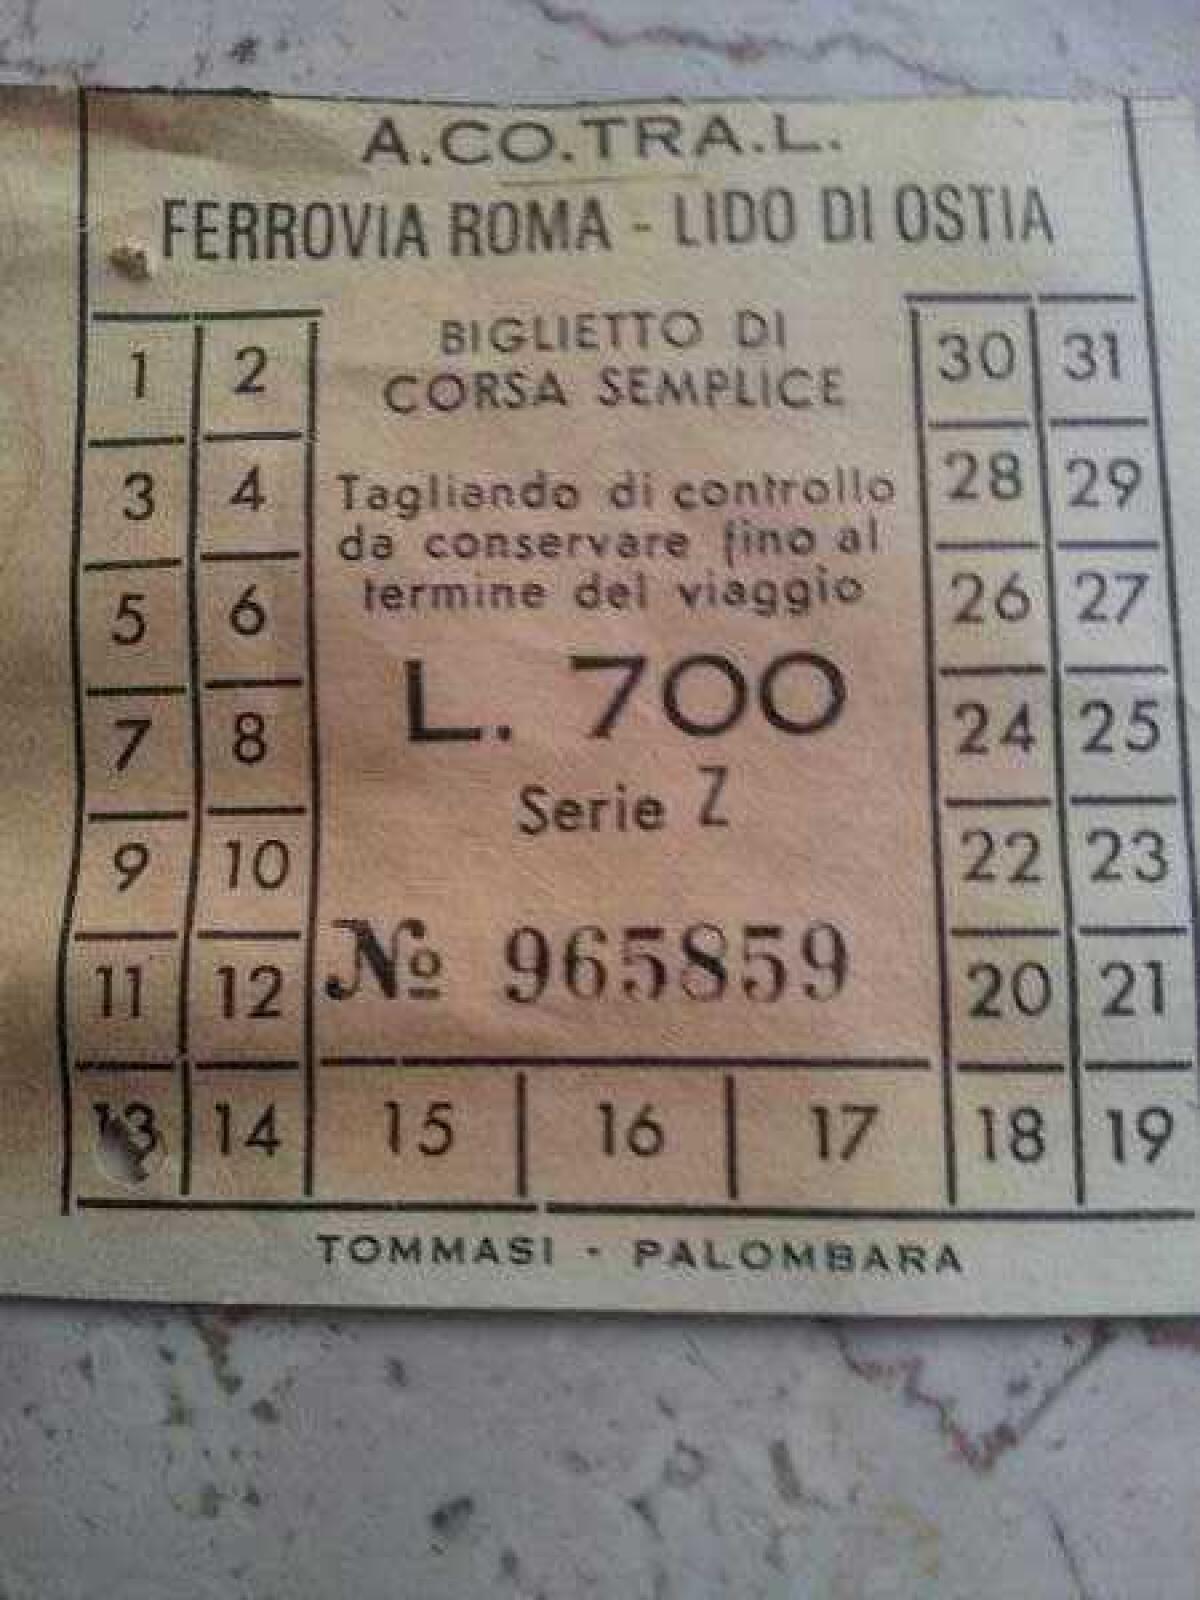 A.CO.TRA.L.
FERROVIA ROMA - LIDO DI OSTIA
BIGLIETTO DI
CORSA SEMPLICE
Tagliando di controllo
da conservare fino al
termine del viaggio
L. 700
Serie Z
Nº 965859
1 2 30 31
3 4 28 29
5 6 26 27
7 8 24 25
9 10 22 23
11 12 20 21
13 14 15 16 17 18 19
TOMMASI - PALOMBARA